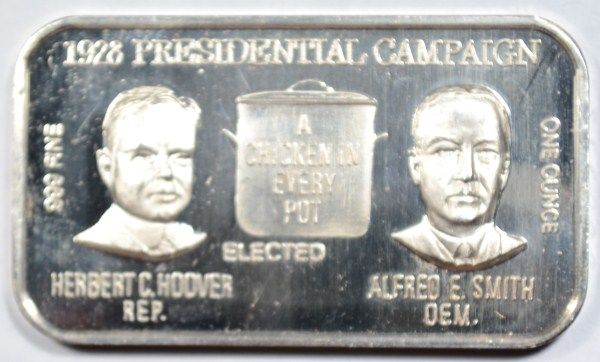 1928 PRESIDENTIAL CAMPAIGN
.999 FINE
A
CHICKEN IN
EVERY
POT
ONE OUNCE
ELECTED
HERBERT C. HOOVER
REP.
ALFRED E. SMITH
DEM.